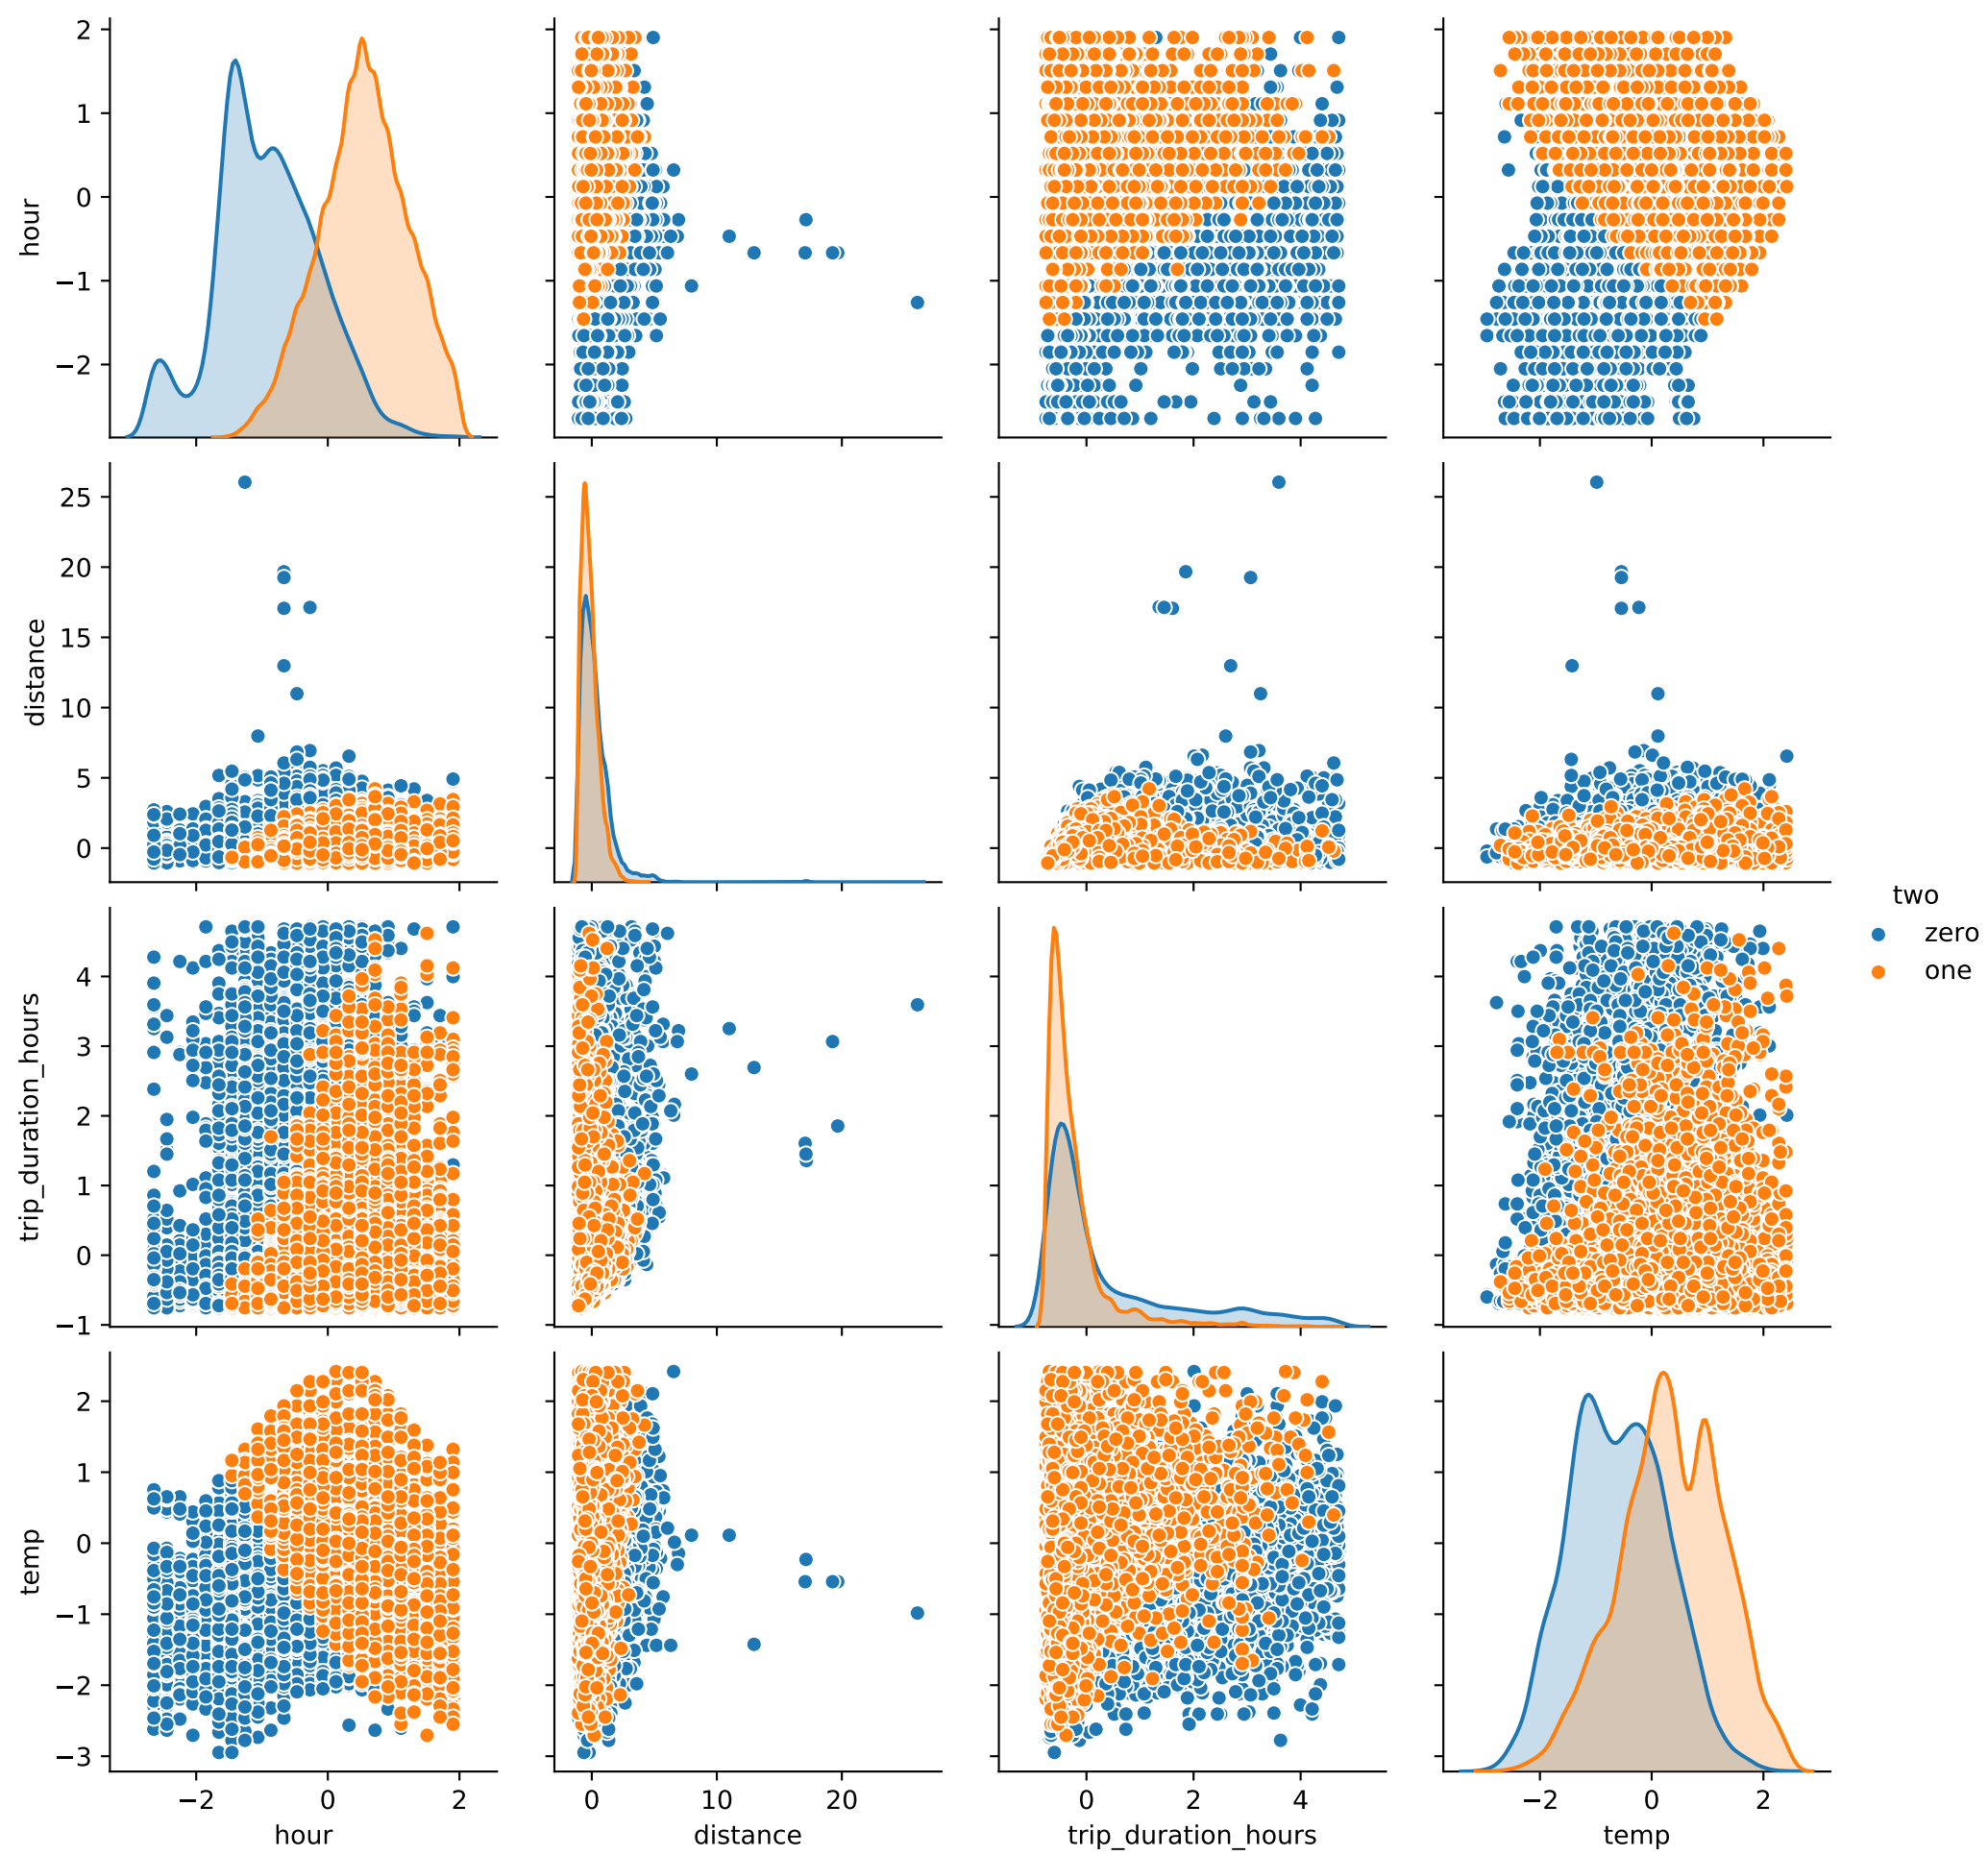 2
1
0
−1
−2
hour
25
20
15
10
5
0
distance
two
zero
one
4
3
2
1
0
−1
trip_duration_hours
2
1
0
−1
−2
−3
temp
−2 0 2 0 10 20 0 2 4 −2 0 2
hour distance trip_duration_hours temp